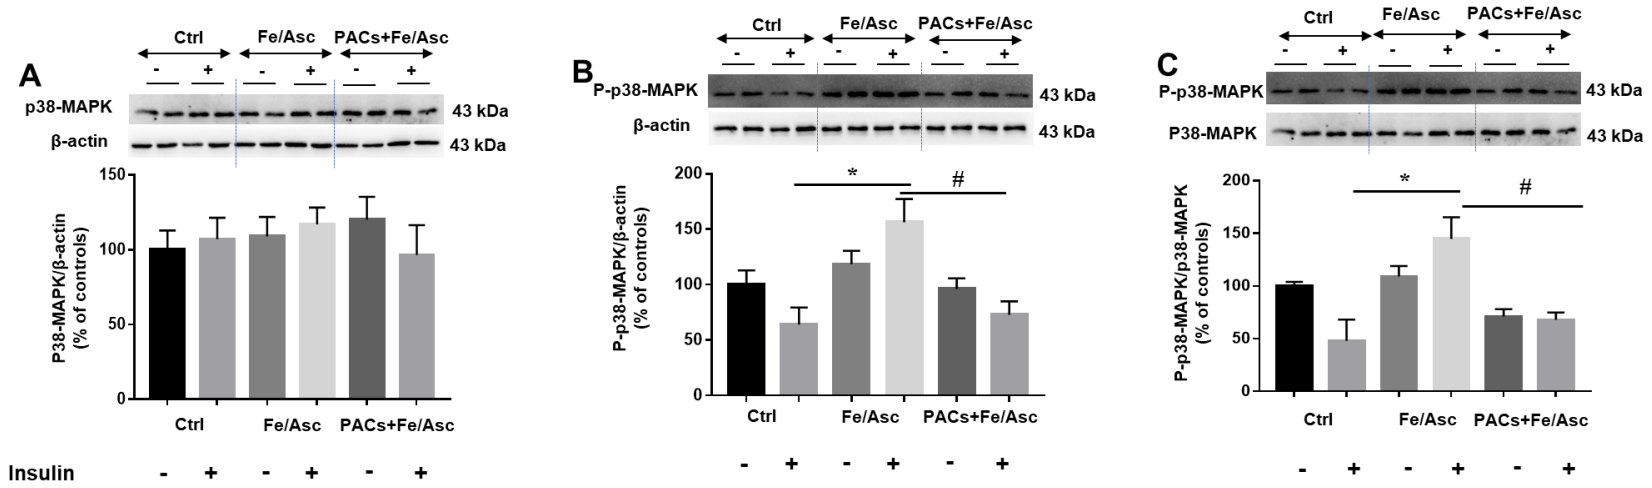 A
Ctrl Fe/Asc PACs+Fe/Asc
- + - + - +
p38-MAPK 43 kDa
β-actin 43 kDa
P38-MAPK/β-actin
(% of controls)
150
100
50
0
Ctrl Fe/Asc PACs+Fe/Asc
Insulin - + - + - +
B
Ctrl Fe/Asc PACs+Fe/Asc
- + - + - +
P-p38-MAPK 43 kDa
β-actin 43 kDa
P-p38-MAPK/β-actin
(% of controls)
200
150
100
50
0
* #
Ctrl Fe/Asc PACs+Fe/Asc
- + - + - +
C
Ctrl Fe/Asc PACs+Fe/Asc
- + - + - +
P-p38-MAPK 43 kDa
P38-MAPK 43 kDa
P-p38-MAPK/p38-MAPK
(% of controls)
200
150
100
50
0
* #
Ctrl Fe/Asc PACs+Fe/Asc
- + - + - +